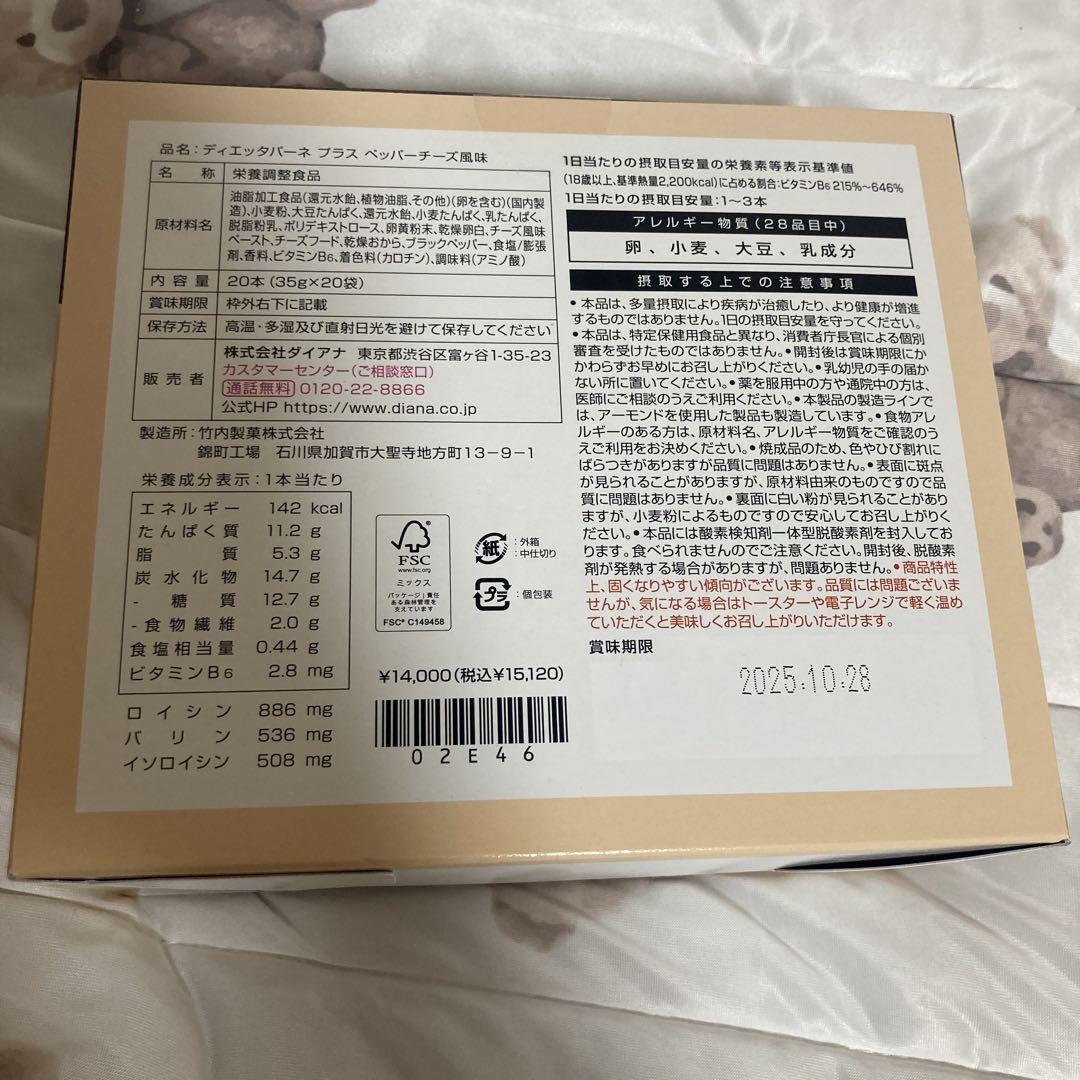 品名：ディエッタバーネ プラス ペッパーチーズ風味
名 称 栄養調整食品
原材料名 油脂加工食品(還元水飴、植物油脂、その他)(卵を含む)(国内製
造)、小麦粉、大豆たんぱく、還元水飴、小麦たんぱく、乳たんぱく、
脱脂粉乳、ポリデキストロース、卵黄粉末、乾燥卵白、チーズ風味
ペースト、チーズフード、乾燥おから、ブラックペッパー、食塩/膨張
剤、香料、ビタミンB₆、着色料(カロチン)、調味料(アミノ酸)
内容量 20本（35g×20袋）
賞味期限 枠外右下に記載
保存方法 高温・多湿及び直射日光を避けて保存してください
販売者 株式会社ダイアナ 東京都渋谷区富ヶ谷1-35-23
カスタマーセンター(ご相談窓口)
通話無料 0120-22-8866
公式HP https://www.diana.co.jp
製造所：竹内製菓株式会社
錦町工場 石川県加賀市大聖寺地方町13－9－1
栄養成分表示：1本当たり
エネルギー 142 kcal
たんぱく質 11.2 g
脂 質 5.3 g
炭水化物 14.7 g
- 糖 質 12.7 g
- 食物繊維 2.0 g
食塩相当量 0.44 g
ビタミンB₆ 2.8 mg
ロイシン 886 mg
バリン 536 mg
イソロイシン 508 mg
FSC
www.fsc.org
ミックス
パッケージ｜責任
ある森林管理を
支えています
FSC® C149458
紙 ：外箱
：中仕切り
プラ ：個包装
¥14,000(税込¥15,120)
02E46
1日当たりの摂取目安量の栄養素等表示基準値
(18歳以上、基準熱量2,200kcal)に占める割合：ビタミンB₆ 215%～646%
1日当たりの摂取目安量：1～3本
アレルギー物質（28品目中）
卵、小麦、大豆、乳成分
摂取する上での注意事項
•本品は、多量摂取により疾病が治癒したり、より健康が増進
するものではありません。1日の摂取目安量を守ってください。
•本品は、特定保健用食品と異なり、消費者庁長官による個別
審査を受けたものではありません。•開封後は賞味期限にか
かわらずお早めにお召し上がりください。•乳幼児の手の届か
ない所に置いてください。•薬を服用中の方や通院中の方は、
医師にご相談のうえご利用ください。•本製品の製造ラインで
は、アーモンドを使用した製品も製造しています。•食物アレ
ルギーのある方は、原材料名、アレルギー物質をご確認のう
えご利用をお決めください。•焼成品のため、色やひび割れに
ばらつきがありますが品質に問題はありません。•表面に斑点
が見られることがありますが、原材料由来のものですので品
質に問題はありません。•裏面に白い粉が見られることがあり
ますが、小麦粉によるものですので安心してお召し上がりく
ださい。•本品には酸素検知剤一体型脱酸素剤を封入してお
ります。食べられませんのでご注意ください。開封後、脱酸素
剤が発熱する場合がありますが、問題ありません。•商品特性
上、固くなりやすい傾向がございます。品質には問題ございま
せんが、気になる場合はトースターや電子レンジで軽く温め
ていただくと美味しくお召し上がりいただけます。
賞味期限
2025.10.28